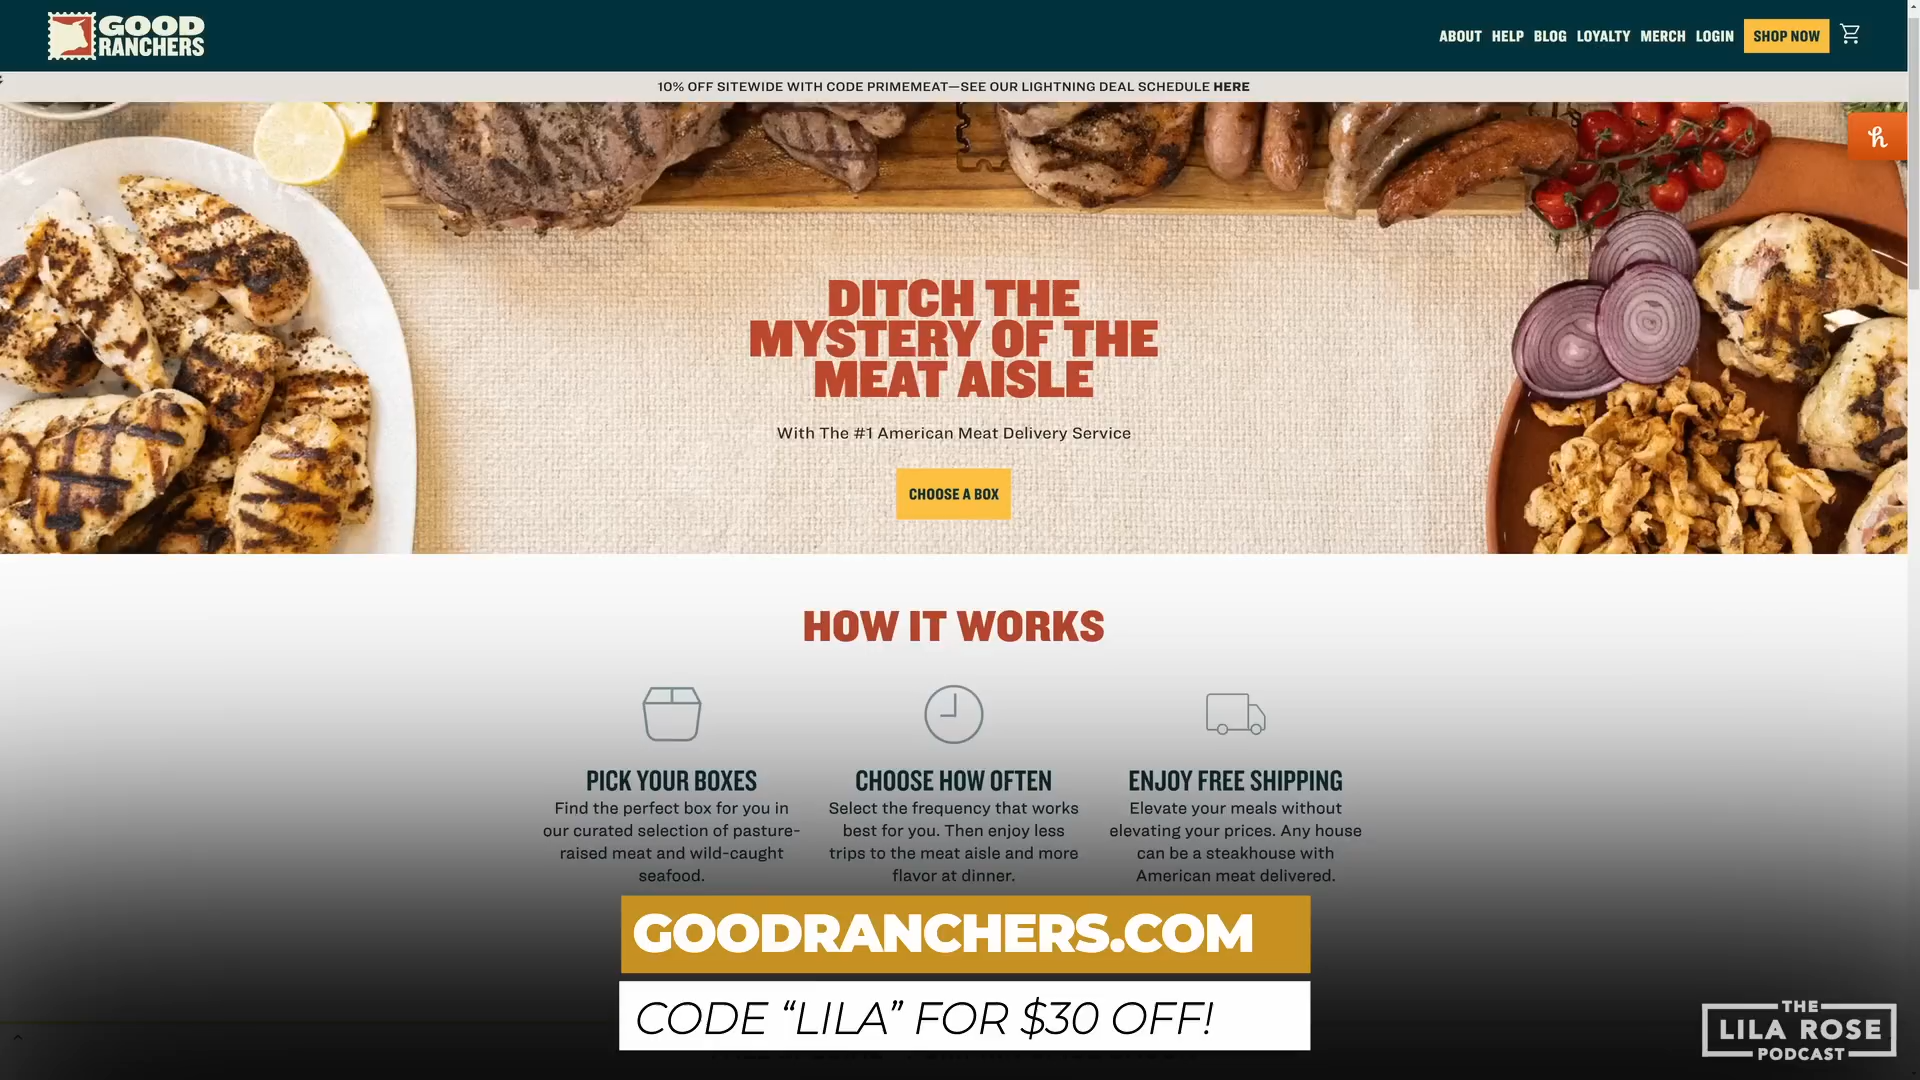 GOOD
RANCHERS
ABOUT HELP BLOG LOYALTY MERCH LOGIN SHOP NOW
10% OFF SITEWIDE WITH CODE PRIMEMEAT—SEE OUR LIGHTNING DEAL SCHEDULE HERE
h
DITCH THE
MYSTERY OF THE
MEAT AISLE
With The #1 American Meat Delivery Service
CHOOSE A BOX
HOW IT WORKS
PICK YOUR BOXES
Find the perfect box for you in
our curated selection of pasture-
raised meat and wild-caught
seafood.
CHOOSE HOW OFTEN
Select the frequency that works
best for you. Then enjoy less
trips to the meat aisle and more
flavor at dinner.
ENJOY FREE SHIPPING
Elevate your meals without
elevating your prices. Any house
can be a steakhouse with
American meat delivered.
GOODRANCHERS.COM
CODE “LILA” FOR $30 OFF!
THE
LILA ROSE
PODCAST